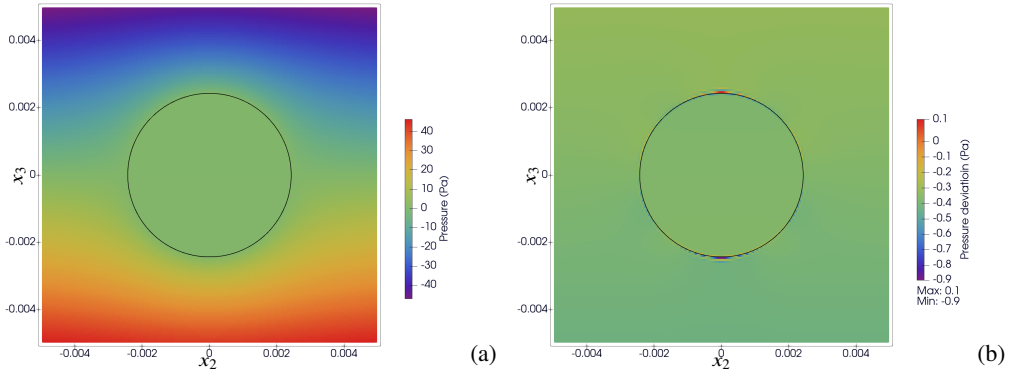 0.004
0.002
x3 0
-0.002
-0.004
-0.004 -0.002 0 0.002 0.004
x2
40
30
20
10
0
-10
-20
-30
-40
Pressure (Pa)
(a)
0.004
0.002
x3 0
-0.002
-0.004
-0.004 -0.002 0 0.002 0.004
x2
0.1
0
-0.1
-0.2
-0.3
-0.4
-0.5
-0.6
-0.7
-0.8
-0.9
Pressure deviatioin (Pa)
Max: 0.1
Min: -0.9
(b)